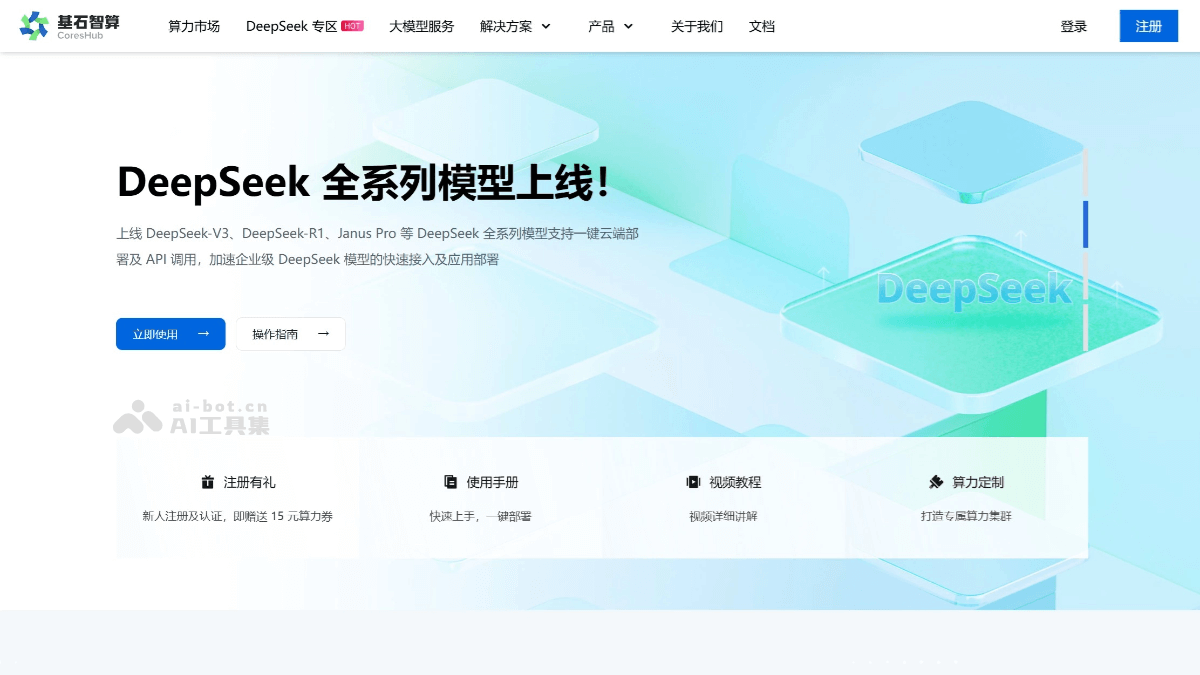 基石智算
CoresHub
算力市场 DeepSeek 专区 HOT 大模型服务 解决方案 产品 关于我们 文档 登录 注册
DeepSeek 全系列模型上线！
上线 DeepSeek-V3、DeepSeek-R1、Janus Pro 等 DeepSeek 全系列模型支持一键云端部
署及 API 调用，加速企业级 DeepSeek 模型的快速接入及应用部署
DeepSeek
立即使用 → 操作指南 →
ai-bot.cn
AI工具集
注册有礼 使用手册 视频教程 算力定制
新人注册及认证，即赠送 15 元算力券 快速上手，一键部署 视频详细讲解 打造专属算力集群